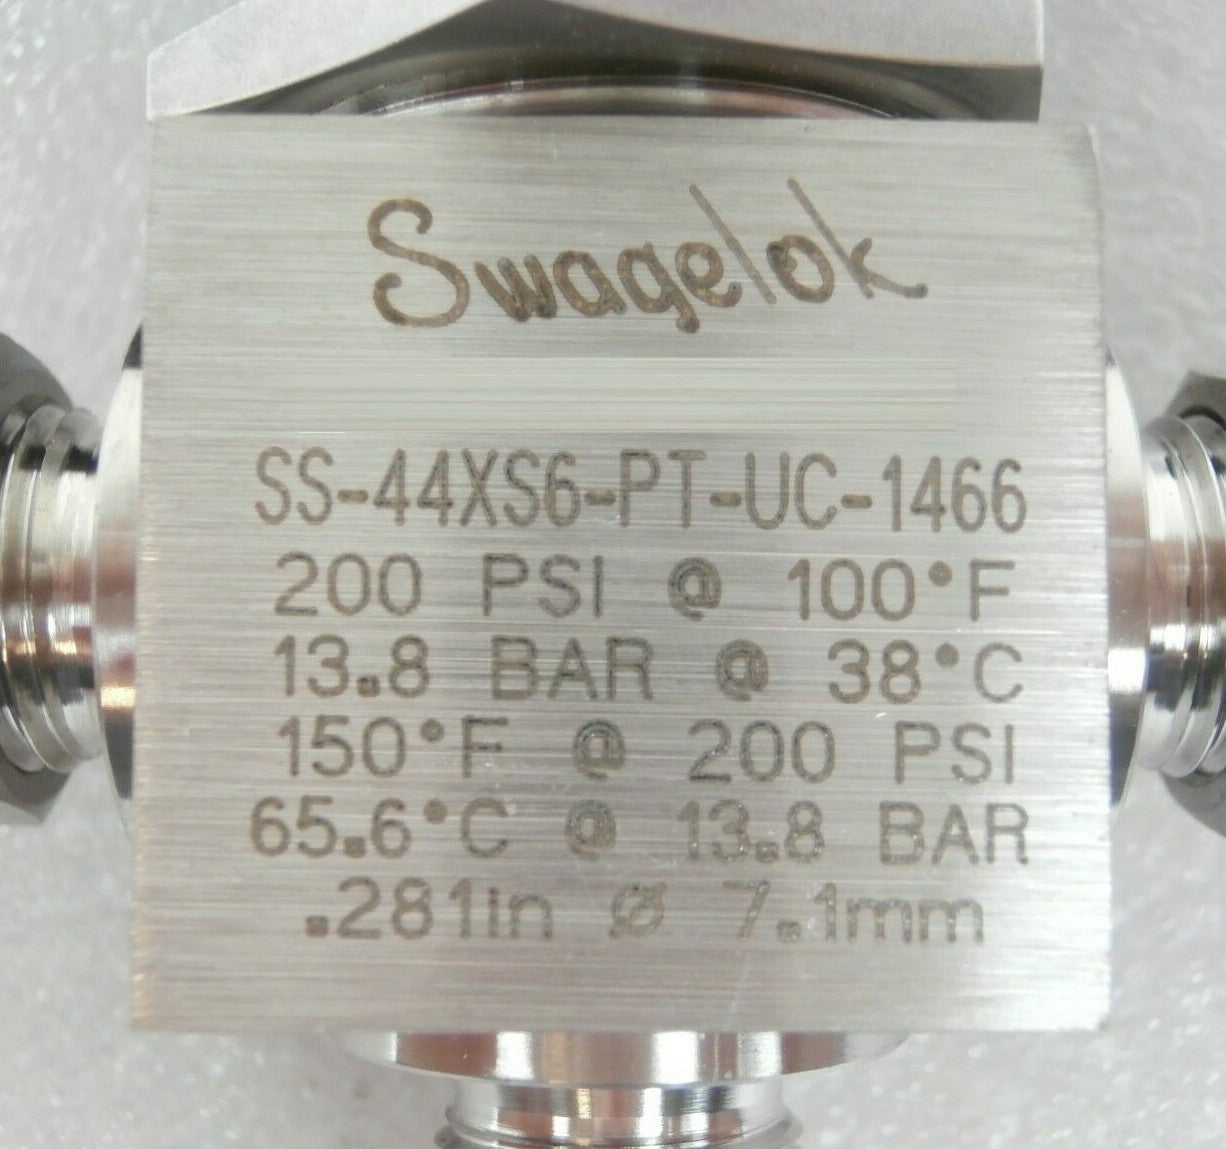 Swagelok
SS-44XS6-PT-UC-1466
200 PSI @ 100°F
13.8 BAR @ 38°C
150°F @ 200 PSI
65.6°C @ 13.8 BAR
.281in Ø 7.1mm